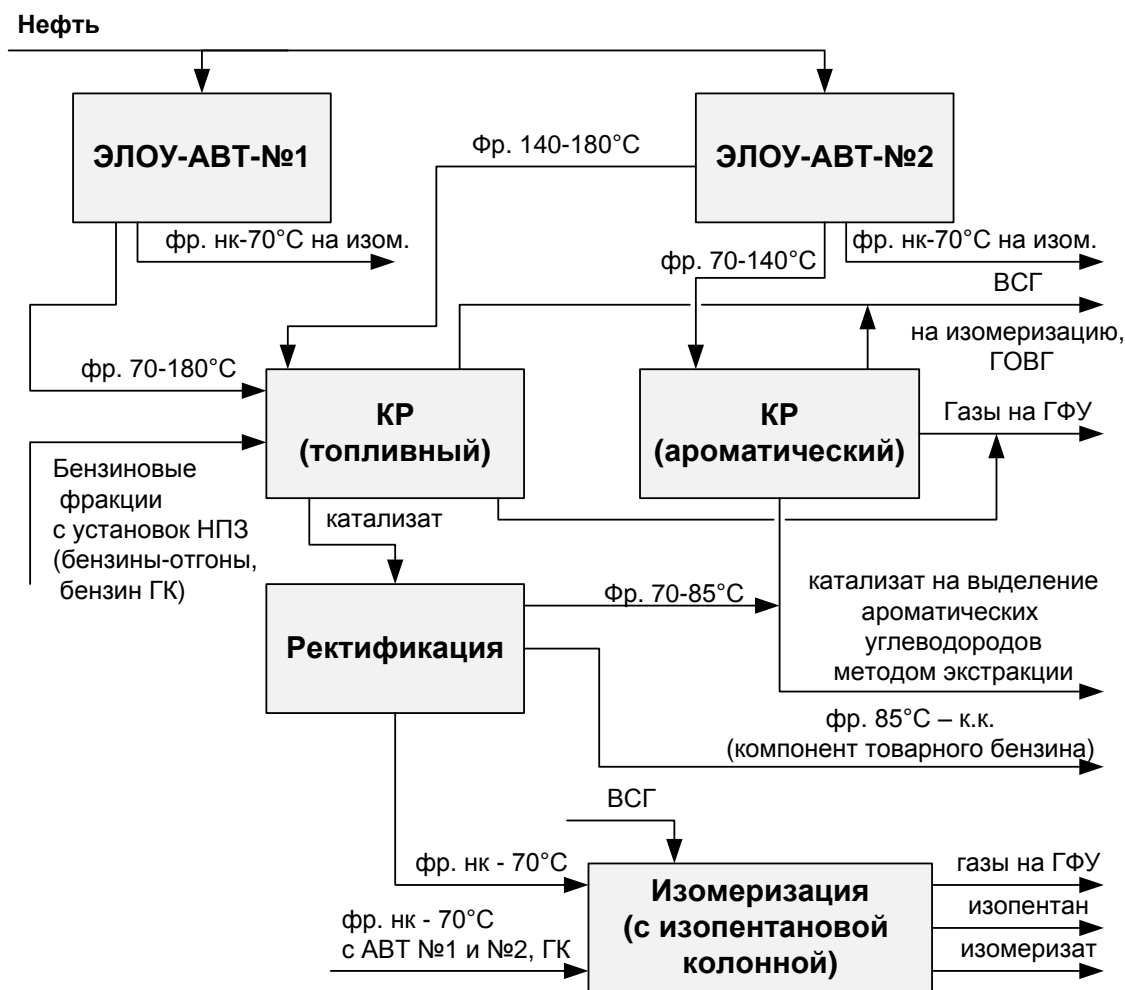 Нефть
ЭЛОУ-АВТ-№1
Фр. 140-180°С
ЭЛОУ-АВТ-№2
фр. нк-70°С на изом.
фр. 70-140°С
фр. нк-70°С на изом.
ВСГ
на изомеризацию,
ГОВГ
фр. 70-180°С
КР
(топливный)
КР
(ароматический)
Газы на ГФУ
Бензиновые
фракции
с установок НПЗ
(бензины-отгоны,
бензин ГК)
катализат
Ректификация
Фр. 70-85°С
катализат на выделение
ароматических
углеводородов
методом экстракции
фр. 85°С – к.к.
(компонент товарного бензина)
ВСГ
фр. нк - 70°С
фр. нк - 70°С
с АВТ №1 и №2, ГК
Изомеризация
(с изопентановой
колонной)
газы на ГФУ
изопентан
изомеризат